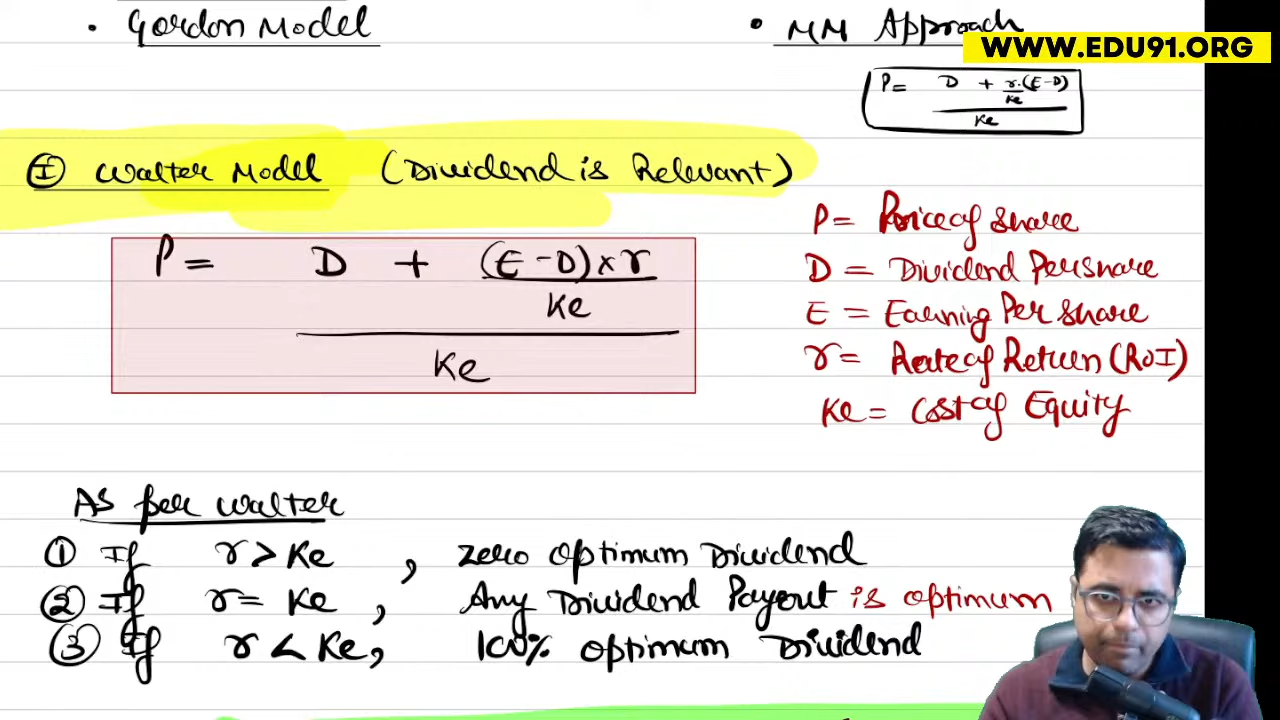 • Gordon Model
• MM Approach
WWW.EDU91.ORG
P= D + r.(E-D)
Ke
Ke
① Walter Model (Dividend is Relevant)
P= D + (E-D)×r
Ke
Ke
P= Price of share
D = Dividend Per share
E = Earning Per share
r= Rate of Return (ROI)
Ke = Cost of Equity
As per walter
① If r > Ke , zero optimum Dividend
② If r= Ke , Any Dividend Payout is optimum
③ If r < Ke, 100% optimum Dividend